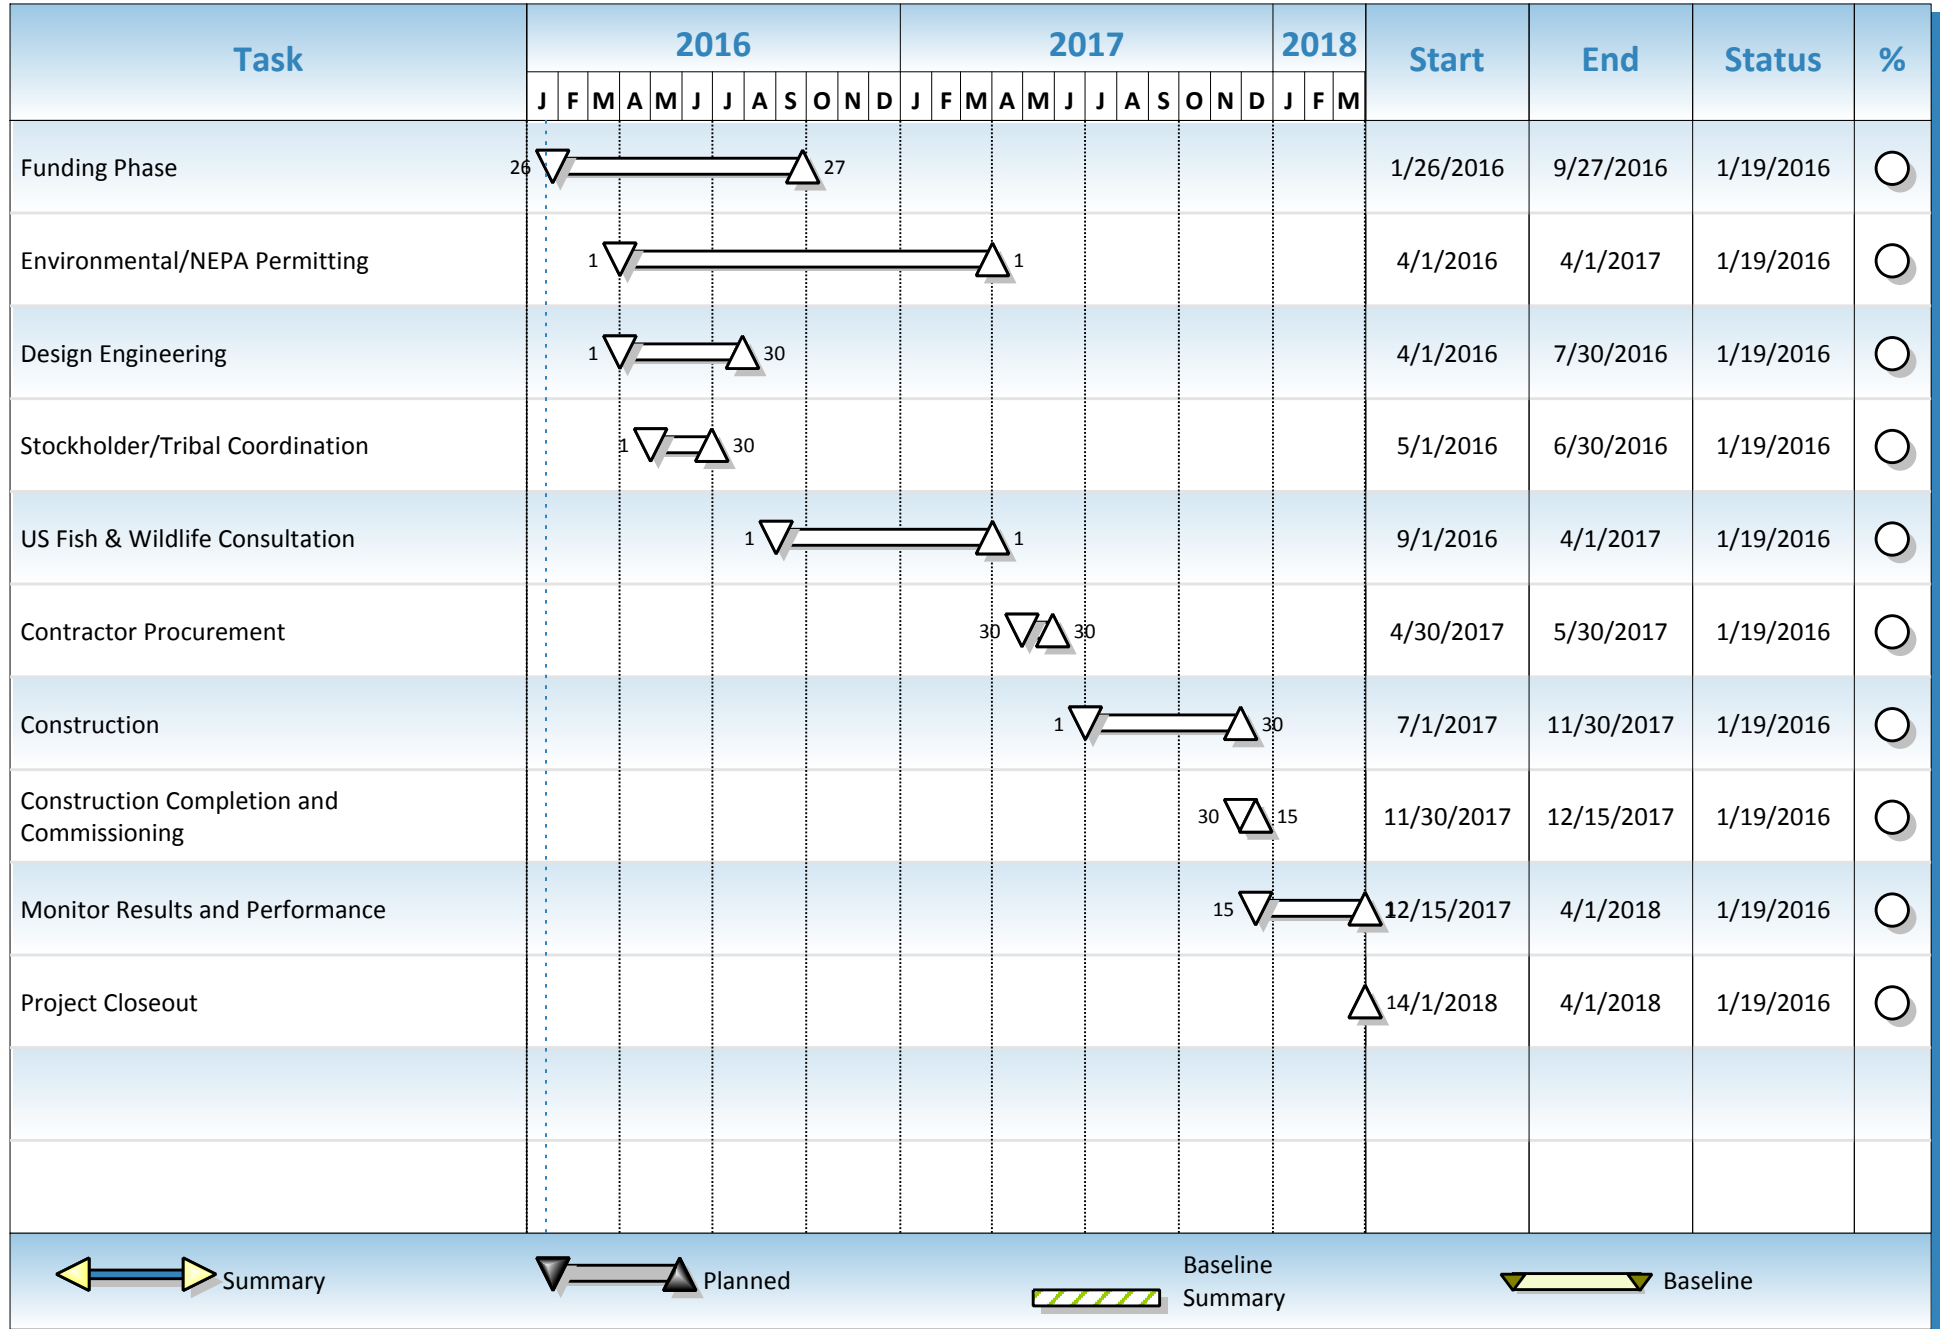 Task 2016 2017 2018 Start End Status %
J F M A M J J A S O N D J F M A M J J A S O N D J F M
Funding Phase 26 27 1/26/2016 9/27/2016 1/19/2016
Environmental/NEPA Permitting 1 1 4/1/2016 4/1/2017 1/19/2016
Design Engineering 1 30 4/1/2016 7/30/2016 1/19/2016
Stockholder/Tribal Coordination 1 30 5/1/2016 6/30/2016 1/19/2016
US Fish & Wildlife Consultation 1 1 9/1/2016 4/1/2017 1/19/2016
Contractor Procurement 30 30 4/30/2017 5/30/2017 1/19/2016
Construction 1 30 7/1/2017 11/30/2017 1/19/2016
Construction Completion and
Commissioning 30 15 11/30/2017 12/15/2017 1/19/2016
Monitor Results and Performance 15 1 12/15/2017 4/1/2018 1/19/2016
Project Closeout 1 4/1/2018 4/1/2018 1/19/2016
Summary Planned Baseline
Summary Baseline